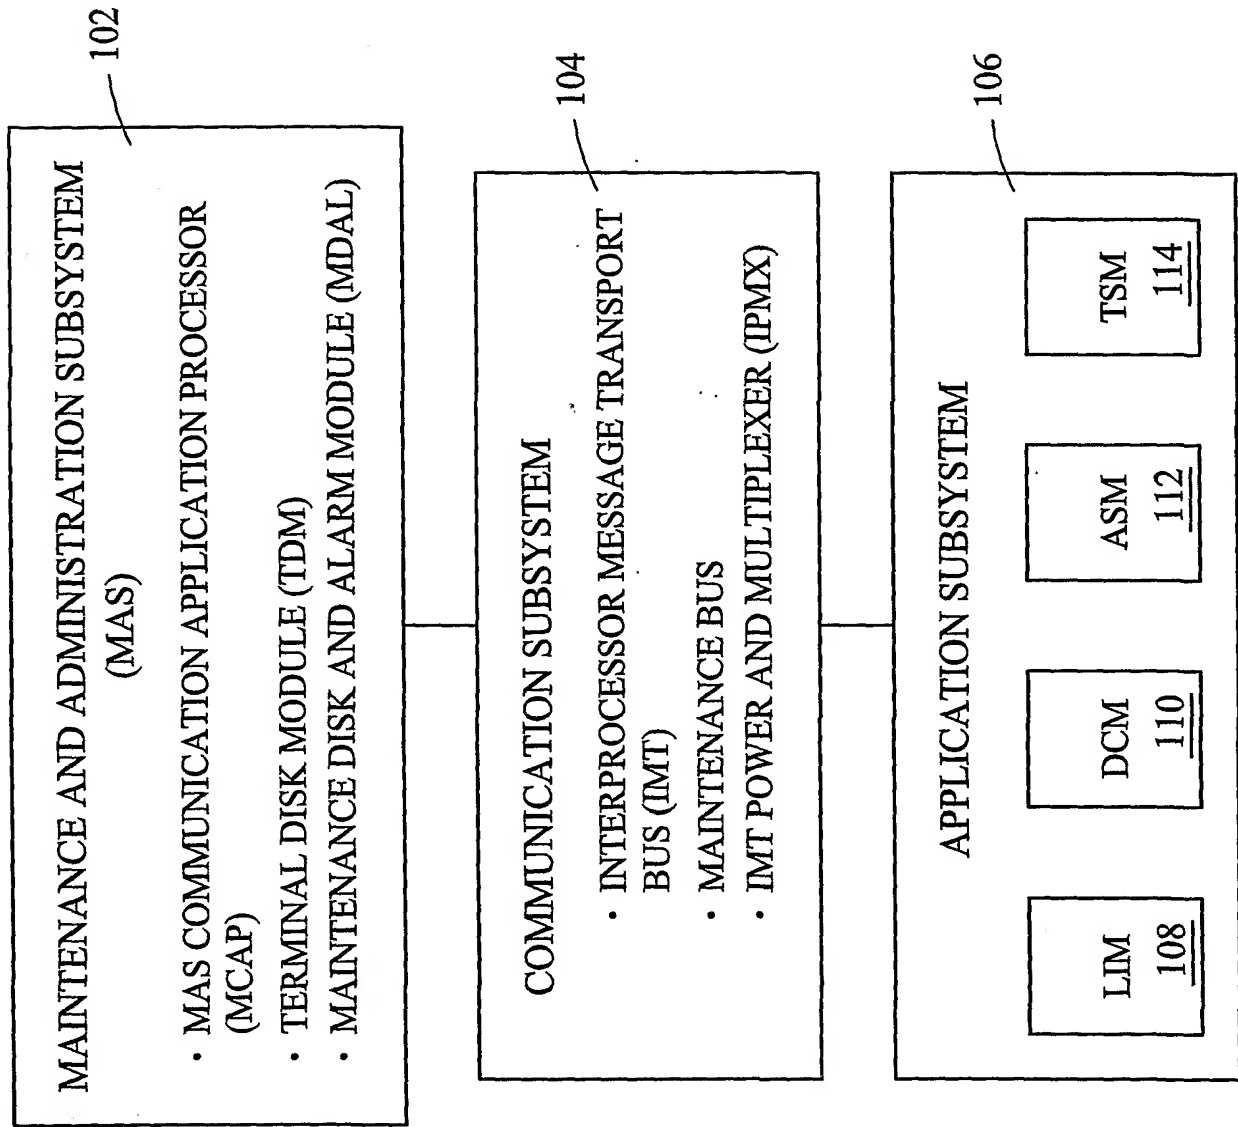 102
MAINTENANCE AND ADMINISTRATION SUBSYSTEM
(MAS)
· MAS COMMUNICATION APPLICATION PROCESSOR
(MCAP)
· TERMINAL DISK MODULE (TDM)
· MAINTENANCE DISK AND ALARM MODULE (MDAL)
104
COMMUNICATION SUBSYSTEM
· INTERPROCESSOR MESSAGE TRANSPORT
BUS (IMT)
· MAINTENANCE BUS
· IMT POWER AND MULTIPLEXER (IPMX)
106
APPLICATION SUBSYSTEM
LIM
108
DCM
110
ASM
112
TSM
114